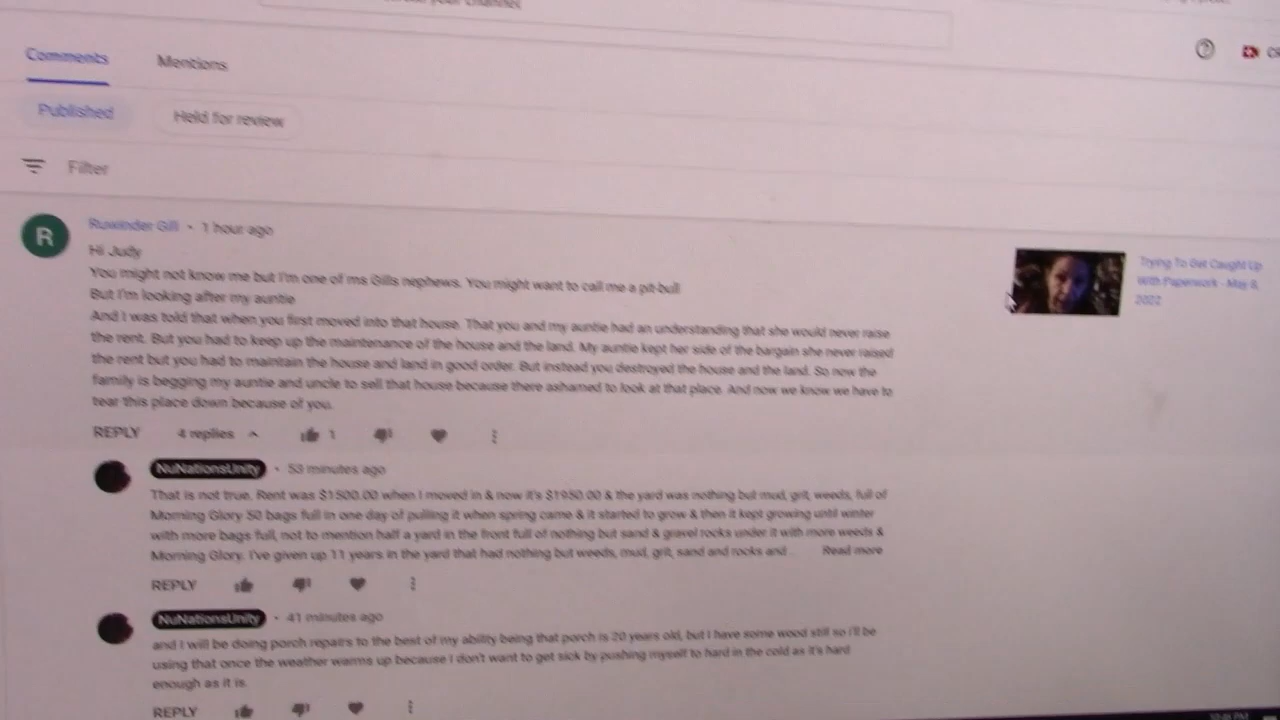 channel
Comments
Mentions
Published
Held for review
Filter
R
Ruwinder Gill • 1 hour ago
Hi Judy
You might not know me but I'm one of ms Gills nephews. You might want to call me a pit-bull
But I'm looking after my auntie
And I was told that when you first moved into that house. That you and my auntie had an understanding that she would never raise
the rent. But you had to keep up the maintenance of the house and the land. My auntie kept her side of the bargain she never raised
the rent but you had to maintain the house and land in good order. But instead you destroyed the house and the land. So now the
family is begging my auntie and uncle to sell that house because there ashamed to look at that place. And now we know we have to
tear this place down because of you.
Trying To Get Caught Up
With Paperwork - May 8,
2022
REPLY 4 replies 1
NuNationsUnity • 53 minutes ago
That is not true. Rent was $1500.00 when I moved in & now it's $1950.00 & the yard was nothing but mud, grit, weeds, full of
Morning Glory 50 bags full in one day of pulling it when spring came & it started to grow & then it kept growing until winter
with more bags full, not to mention half a yard in the front full of nothing but sand & gravel rocks under it with more weeds &
Morning Glory. I've given up 11 years in the yard that had nothing but weeds, mud, grit, sand and rocks and Read more
REPLY
NuNationsUnity • 41 minutes ago
and I will be doing porch repairs to the best of my ability being that porch is 20 years old, but I have some wood still so i'll be
using that once the weather warms up because I don't want to get sick by pushing myself to hard in the cold as it's hard
enough as it is.
REPLY